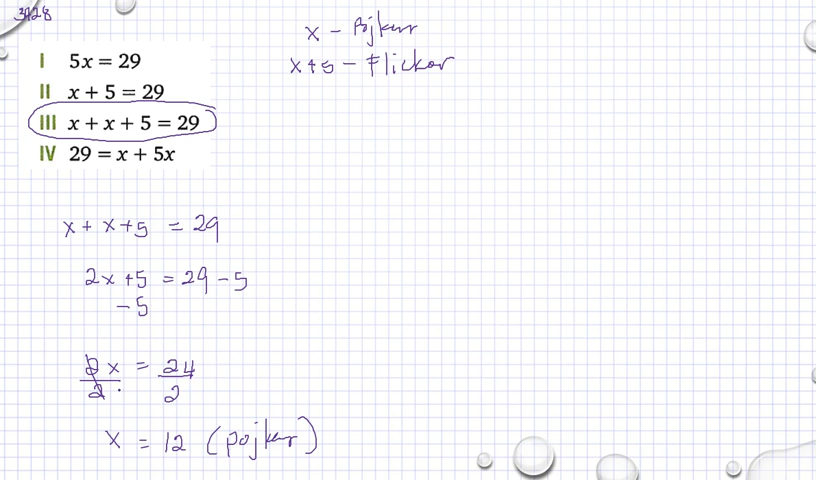 3128
x – Pojkar
x+5 – Flickor
I 5x = 29
II x + 5 = 29
III x + x + 5 = 29
IV 29 = x + 5x
x + x + 5 = 29
2x + 5 = 29 - 5
- 5
2x = 24
2 2
x = 12 (pojkar)